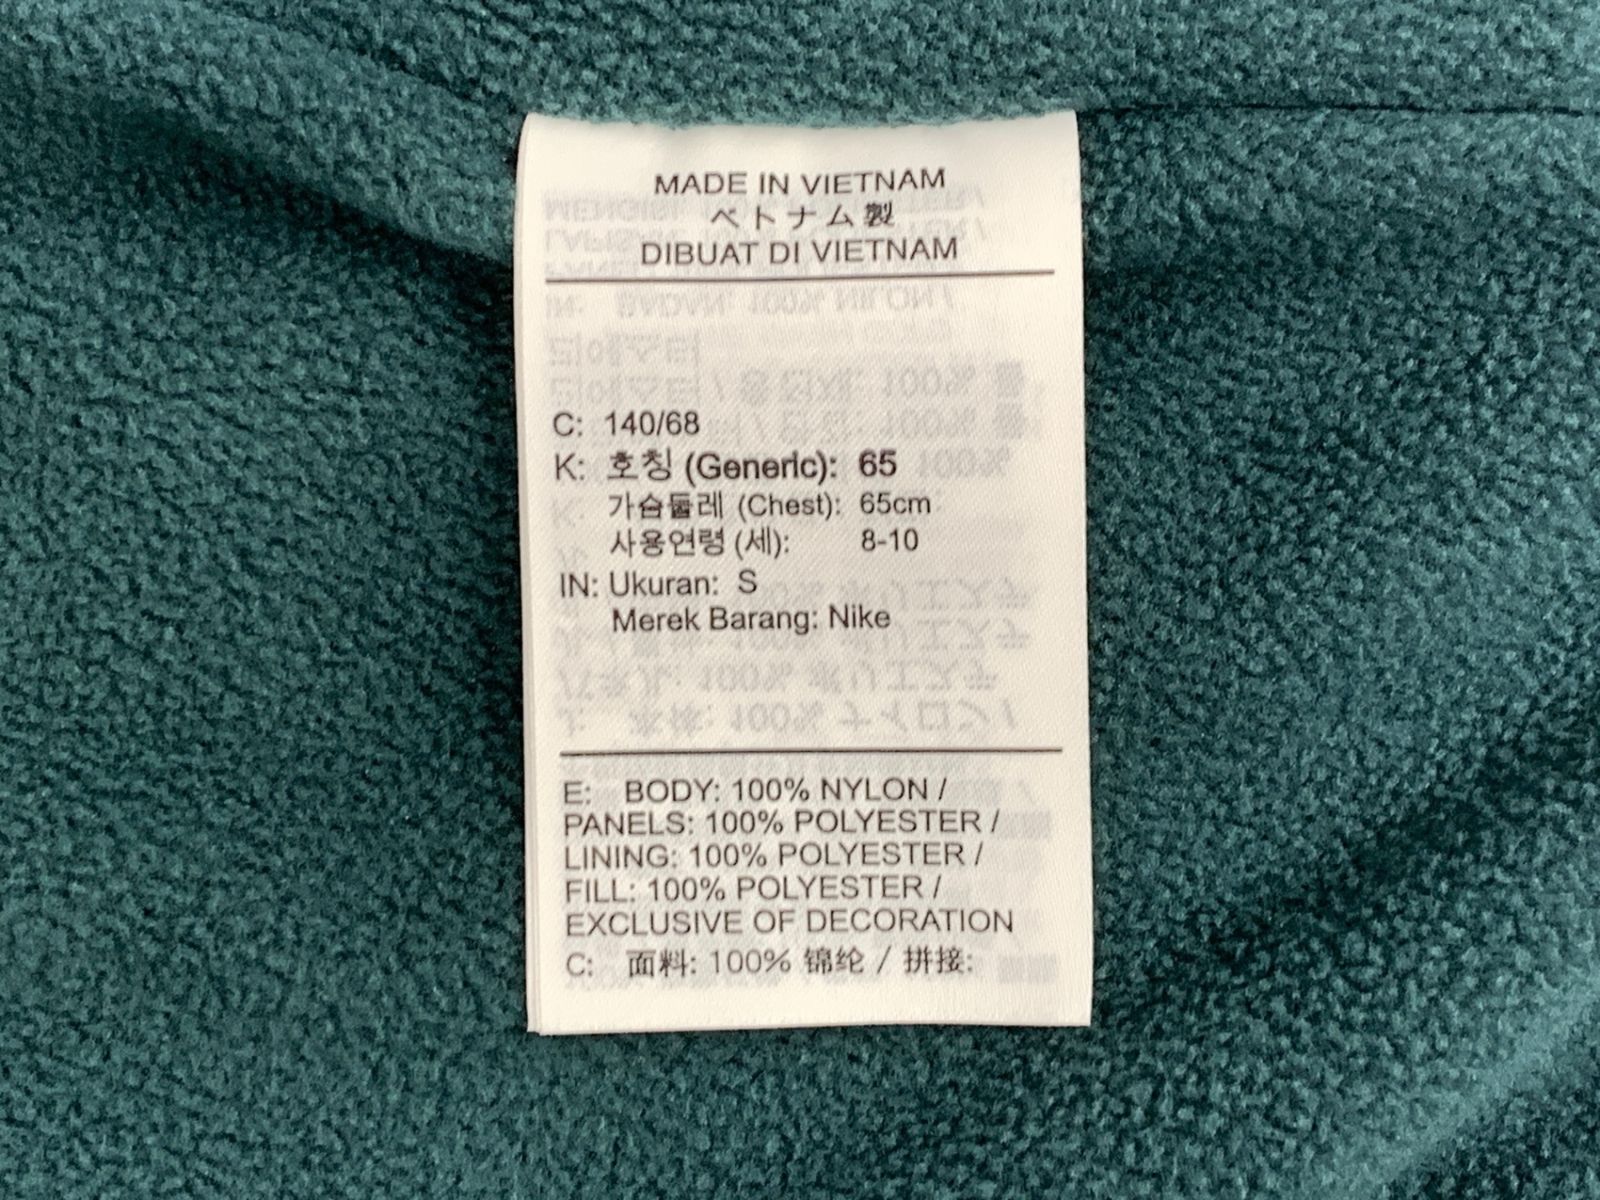 MADE IN VIETNAM
ベトナム製
DIBUAT DI VIETNAM
C: 140/68
K: 호칭 (Generic): 65
가슴둘레 (Chest): 65cm
사용연령 (세): 8-10
IN: Ukuran: S
Merek Barang: Nike
E: BODY: 100% NYLON /
PANELS: 100% POLYESTER /
LINING: 100% POLYESTER /
FILL: 100% POLYESTER /
EXCLUSIVE OF DECORATION
C: 面料: 100% 锦纶 / 拼接: